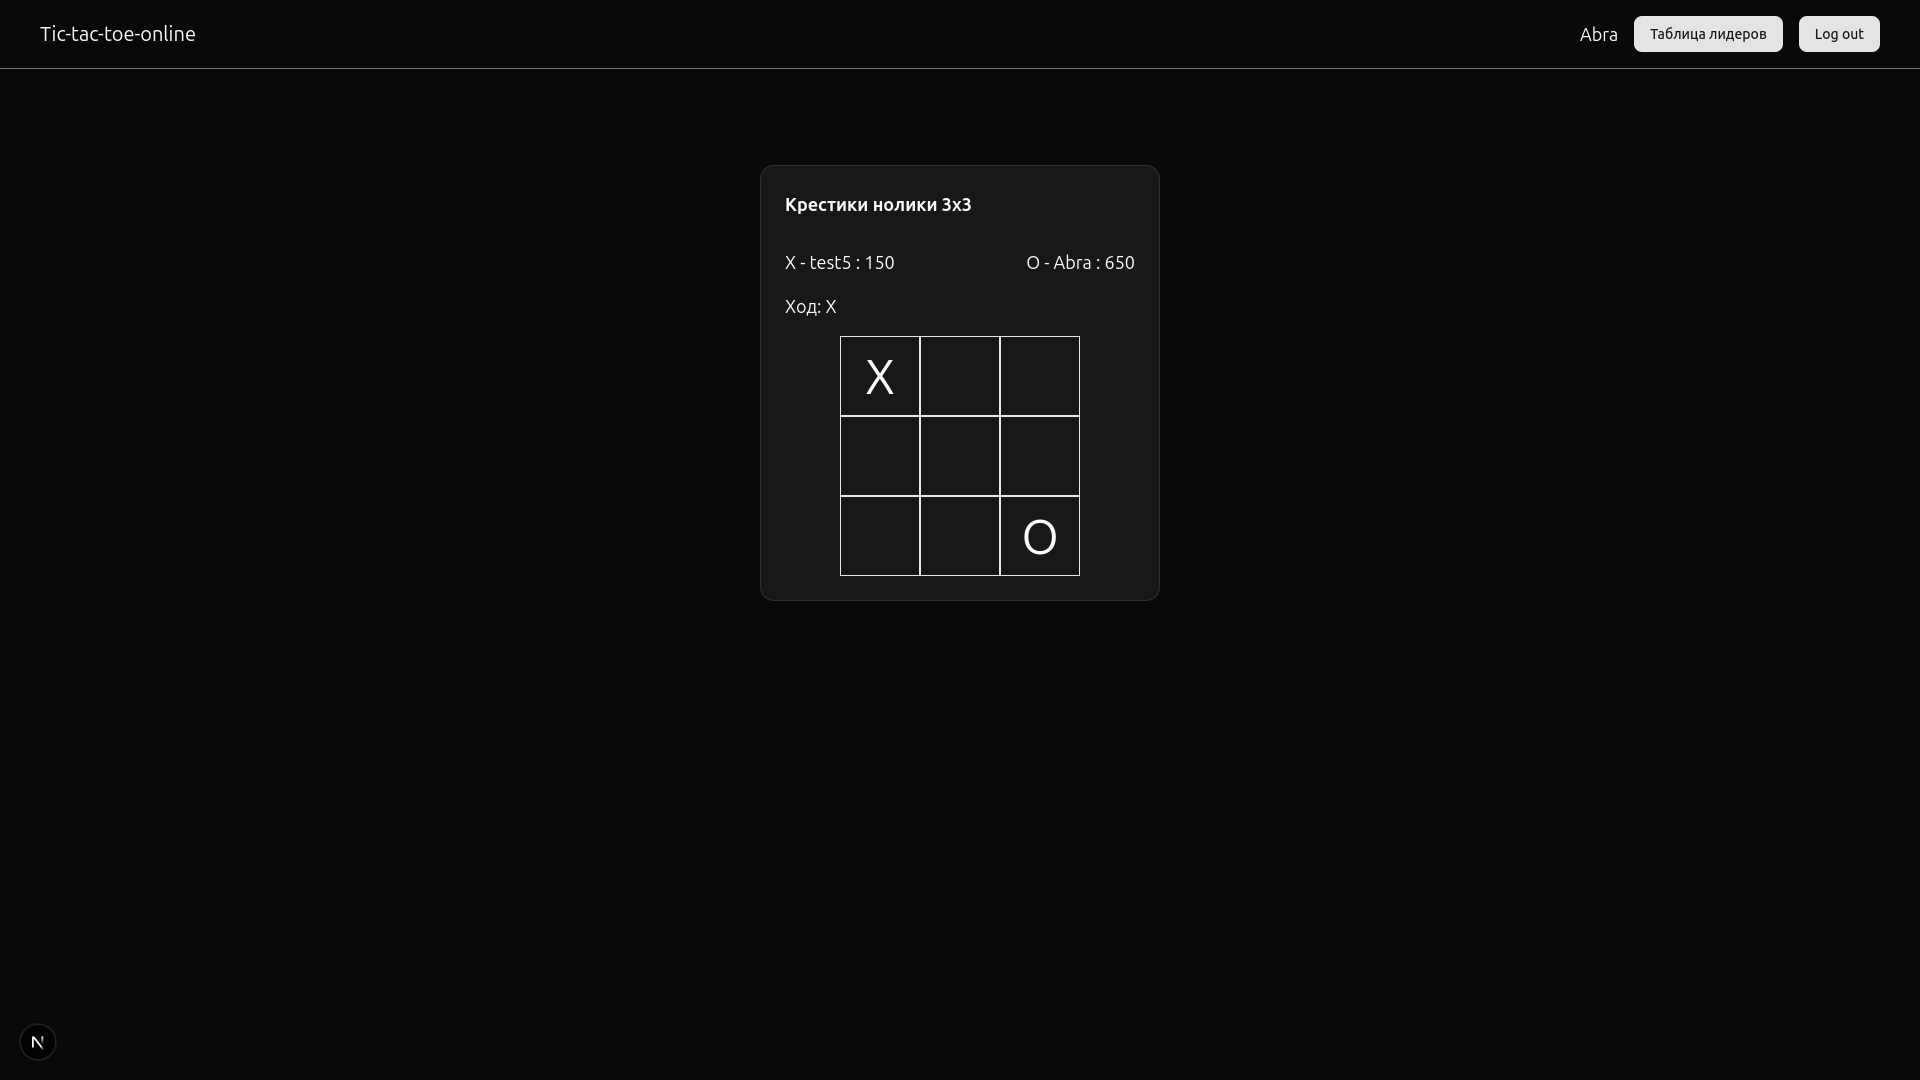 Tic-tac-toe-online
Abra
Таблица лидеров
Log out
Крестики нолики 3x3
X - test5 : 150
O - Abra : 650
Ход: X
X
O
N